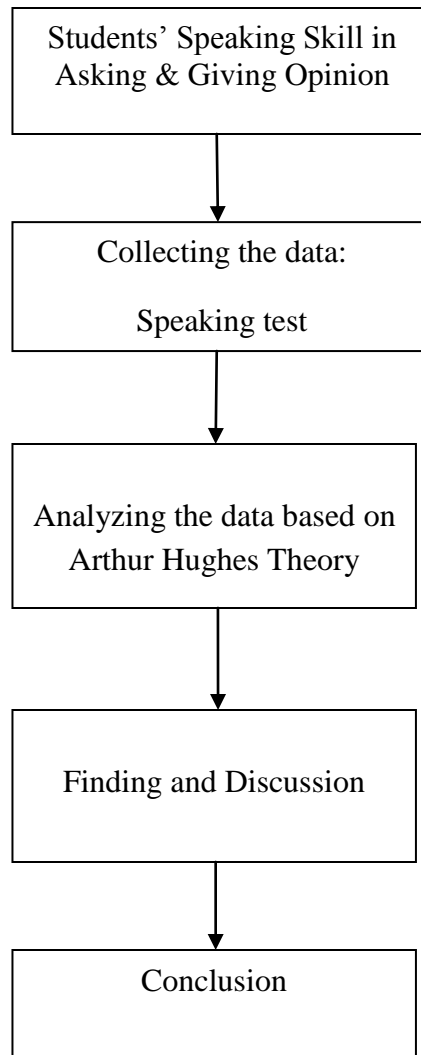 Students’ Speaking Skill in
Asking & Giving Opinion
Collecting the data:
Speaking test
Analyzing the data based on
Arthur Hughes Theory
Finding and Discussion
Conclusion